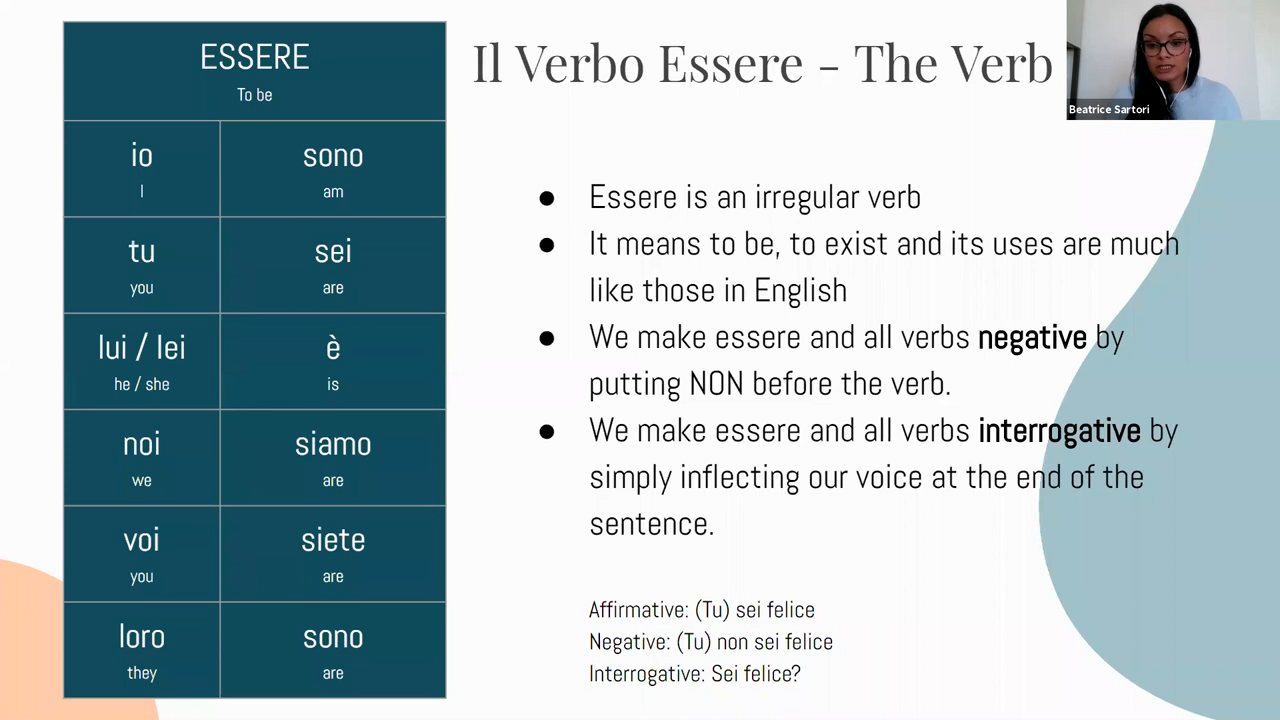 ESSERE
To be
io
sono
I
am
tu
sei
you
are
lui / lei
è
he / she
is
noi
siamo
we
are
voi
siete
you
are
loro
sono
they
are
Il Verbo Essere - The Verb
● Essere is an irregular verb
● It means to be, to exist and its uses are much
like those in English
● We make essere and all verbs negative by
putting NON before the verb.
● We make essere and all verbs interrogative by
simply inflecting our voice at the end of the
sentence.
Affirmative: (Tu) sei felice
Negative: (Tu) non sei felice
Interrogative: Sei felice?
Beatrice Sartori